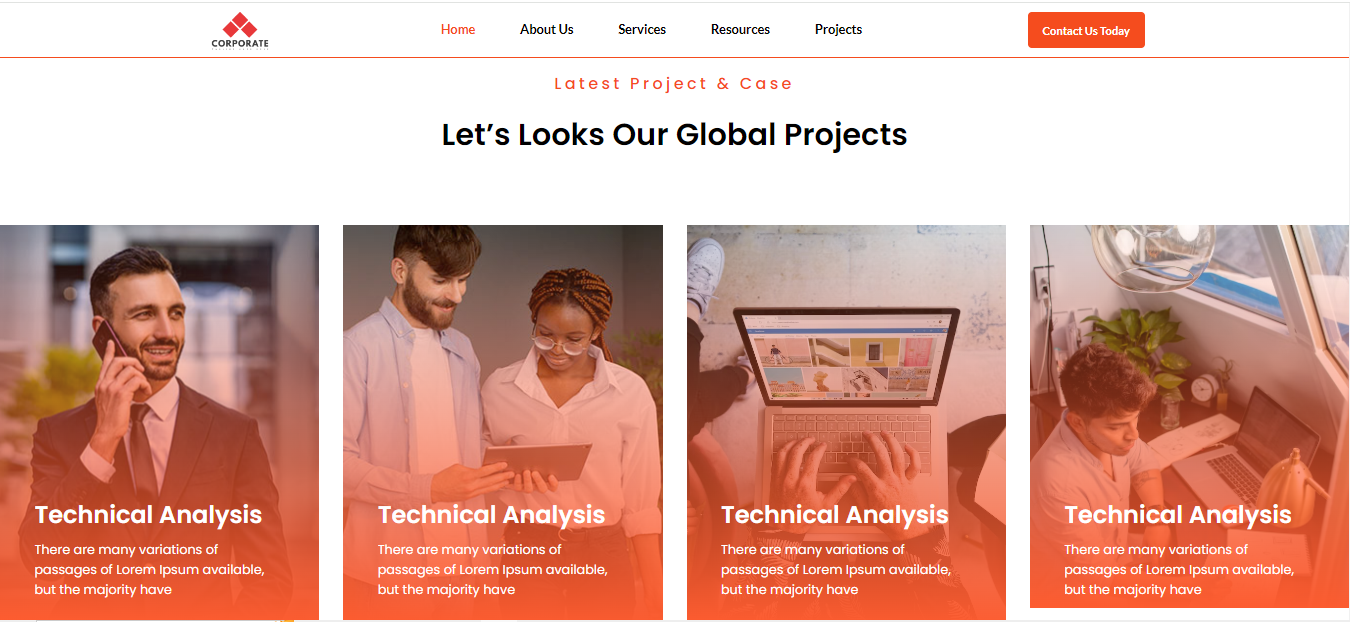 CORPORATE
Home
About Us
Services
Resources
Projects
Contact Us Today
Latest Project & Case
Let’s Looks Our Global Projects
Technical Analysis
There are many variations of
passages of Lorem Ipsum available,
but the majority have
Technical Analysis
There are many variations of
passages of Lorem Ipsum available,
but the majority have
Technical Analysis
There are many variations of
passages of Lorem Ipsum available,
but the majority have
Technical Analysis
There are many variations of
passages of Lorem Ipsum available,
but the majority have